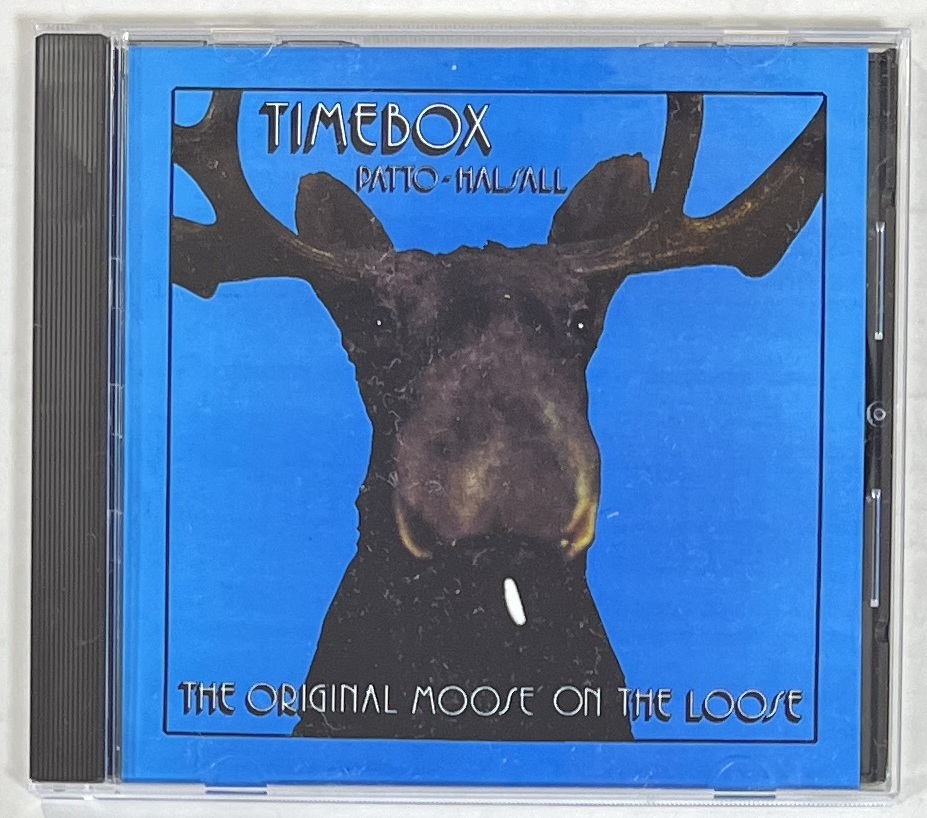 TIMEBOX
PATTO-HALSALL
THE ORIGINAL MOOSE ON THE LOOSE